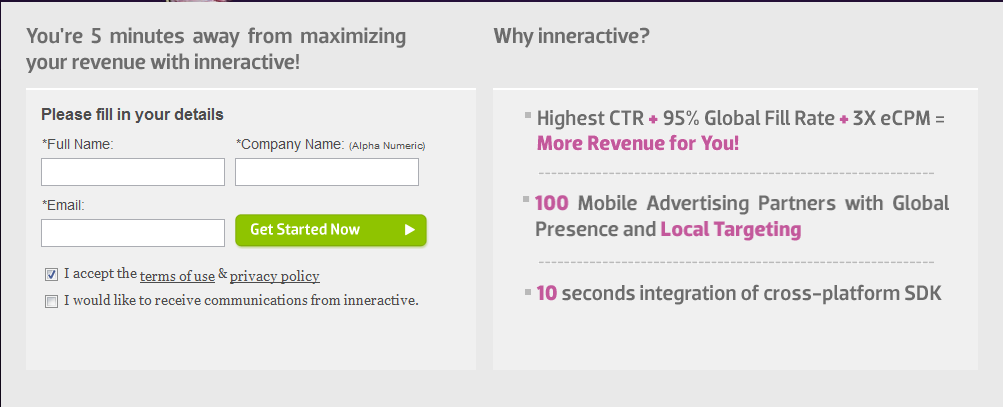 You're 5 minutes away from maximizing
your revenue with inneractive!
Please fill in your details
*Full Name:
*Company Name: (Alpha Numeric)
*Email:
Get Started Now
I accept the terms of use & privacy policy
I would like to receive communications from inneractive.
Why inneractive?
Highest CTR + 95% Global Fill Rate + 3X eCPM =
More Revenue for You!
100 Mobile Advertising Partners with Global
Presence and Local Targeting
10 seconds integration of cross-platform SDK